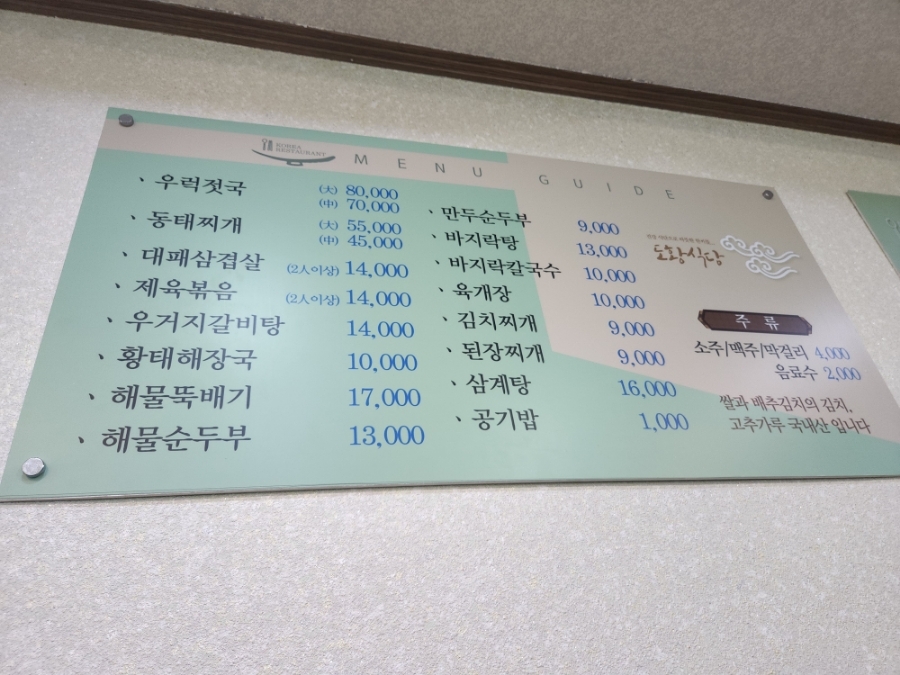 KOREA
RESTAURANT
MENU GUIDE
· 우럭젓국 (大) 80,000
(中) 70,000
· 동태찌개 (大) 55,000
(中) 45,000
· 대패삼겹살 (2人이상) 14,000
· 제육볶음 (2人이상) 14,000
· 우거지갈비탕 14,000
· 황태해장국 10,000
· 해물뚝배기 17,000
· 해물순두부 13,000
· 만두순두부 9,000
· 바지락탕 13,000
· 바지락칼국수 10,000
· 육개장 10,000
· 김치찌개 9,000
· 된장찌개 9,000
· 삼계탕 16,000
· 공기밥 1,000
도황식당
주 류
소주/맥주/막걸리 4,000
음료수 2,000
쌀과 배추김치의 김치,
고추가루 국내산 입니다